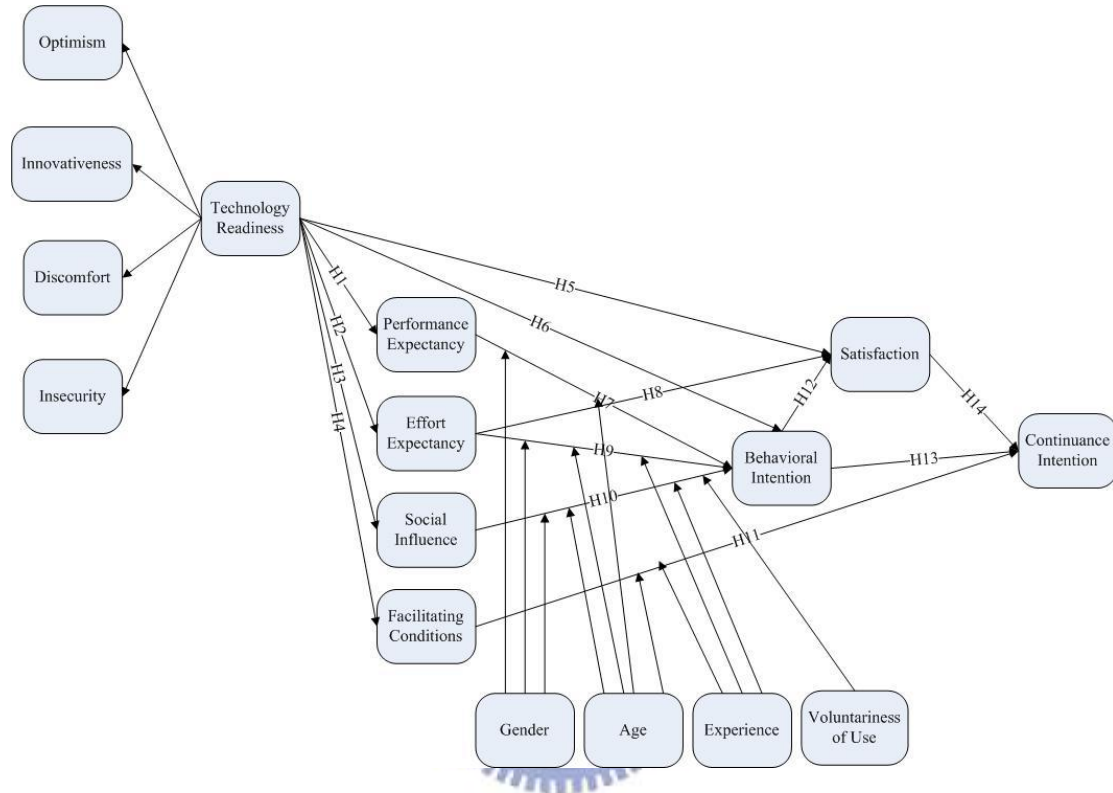 Optimism
Innovativeness
Discomfort
Insecurity
Technology
Readiness
H1
H2
H3
H4
H5
H6
Performance
Expectancy
Effort
Expectancy
Social
Influence
Facilitating
Conditions
H7
H8
H9
H10
H11
Satisfaction
H12
Behavioral
Intention
H13
H14
Continuance
Intention
Gender
Age
Experience
Voluntariness
of Use